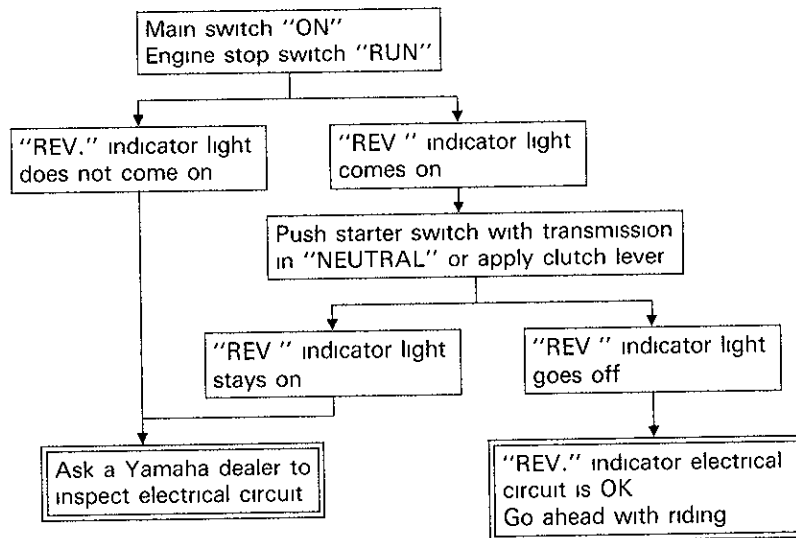 Main switch "ON"
Engine stop switch "RUN"
"REV." indicator light
does not come on
"REV " indicator light
comes on
Push starter switch with transmission
in "NEUTRAL" or apply clutch lever
"REV " indicator light
stays on
"REV " indicator light
goes off
Ask a Yamaha dealer to
inspect electrical circuit
"REV." indicator electrical
circuit is OK
Go ahead with riding